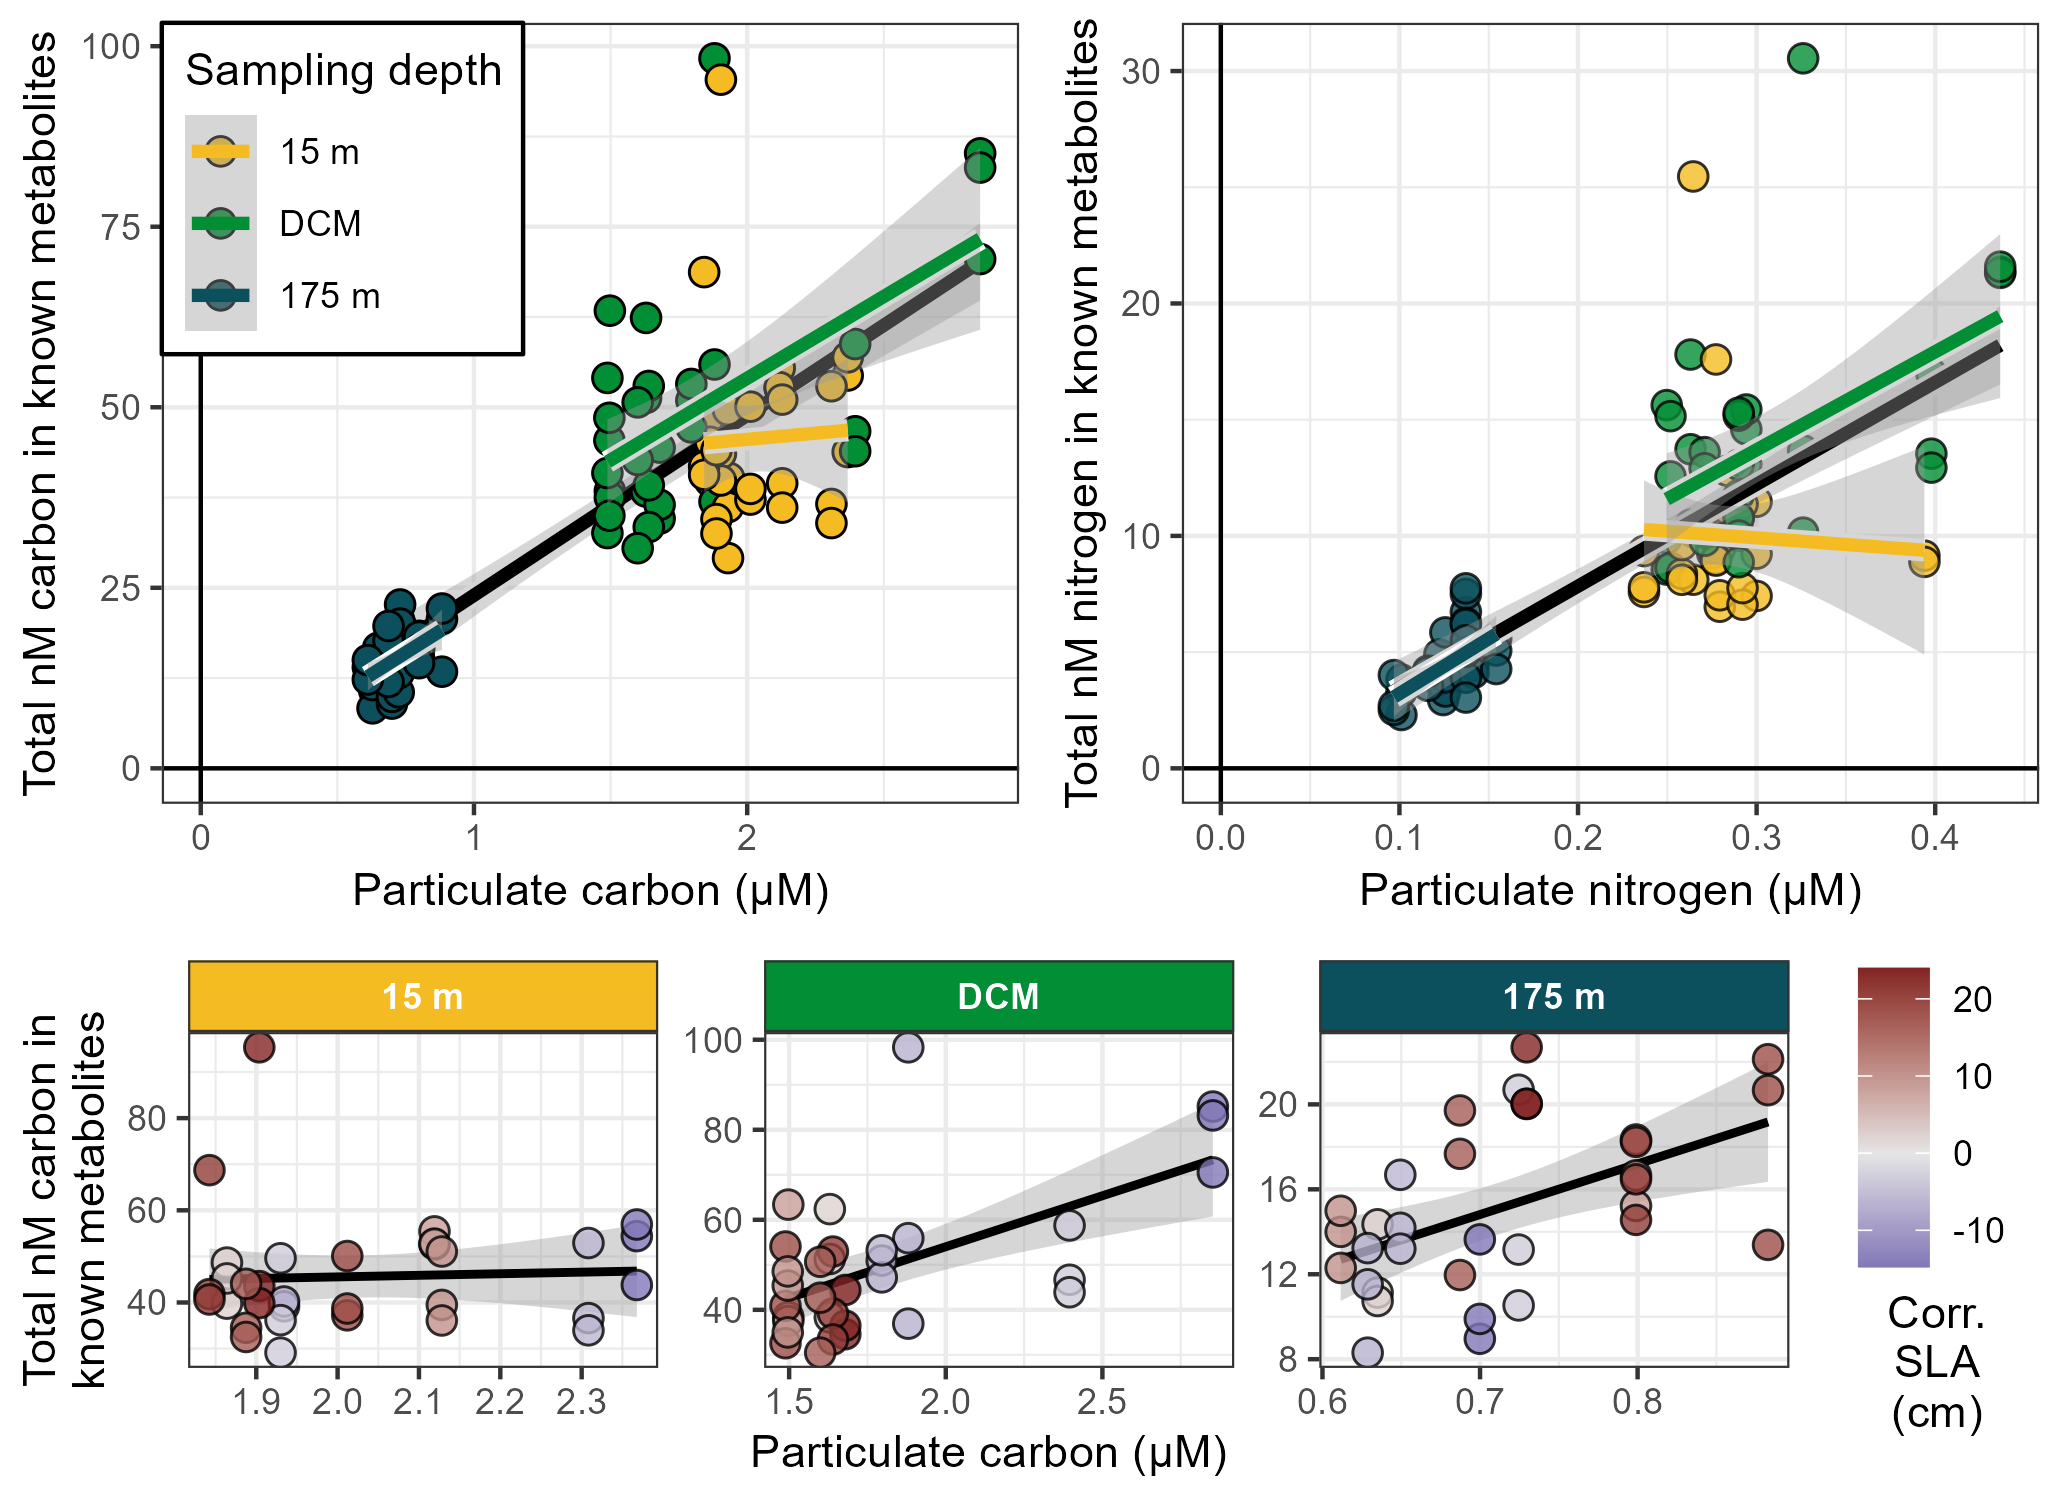 Total nM carbon in known metabolites
100
75
50
25
0
Sampling depth
15 m
DCM
175 m
0
1
2
Particulate carbon (µM)
Total nM nitrogen in known metabolites
30
20
10
0
0.0
0.1
0.2
0.3
0.4
Particulate nitrogen (µM)
Total nM carbon in
known metabolites
15 m
80
60
40
1.9
2.0
2.1
2.2
2.3
DCM
100
80
60
40
1.5
2.0
2.5
175 m
20
16
12
8
0.6
0.7
0.8
Particulate carbon (µM)
20
10
0
-10
Corr.
SLA
(cm)